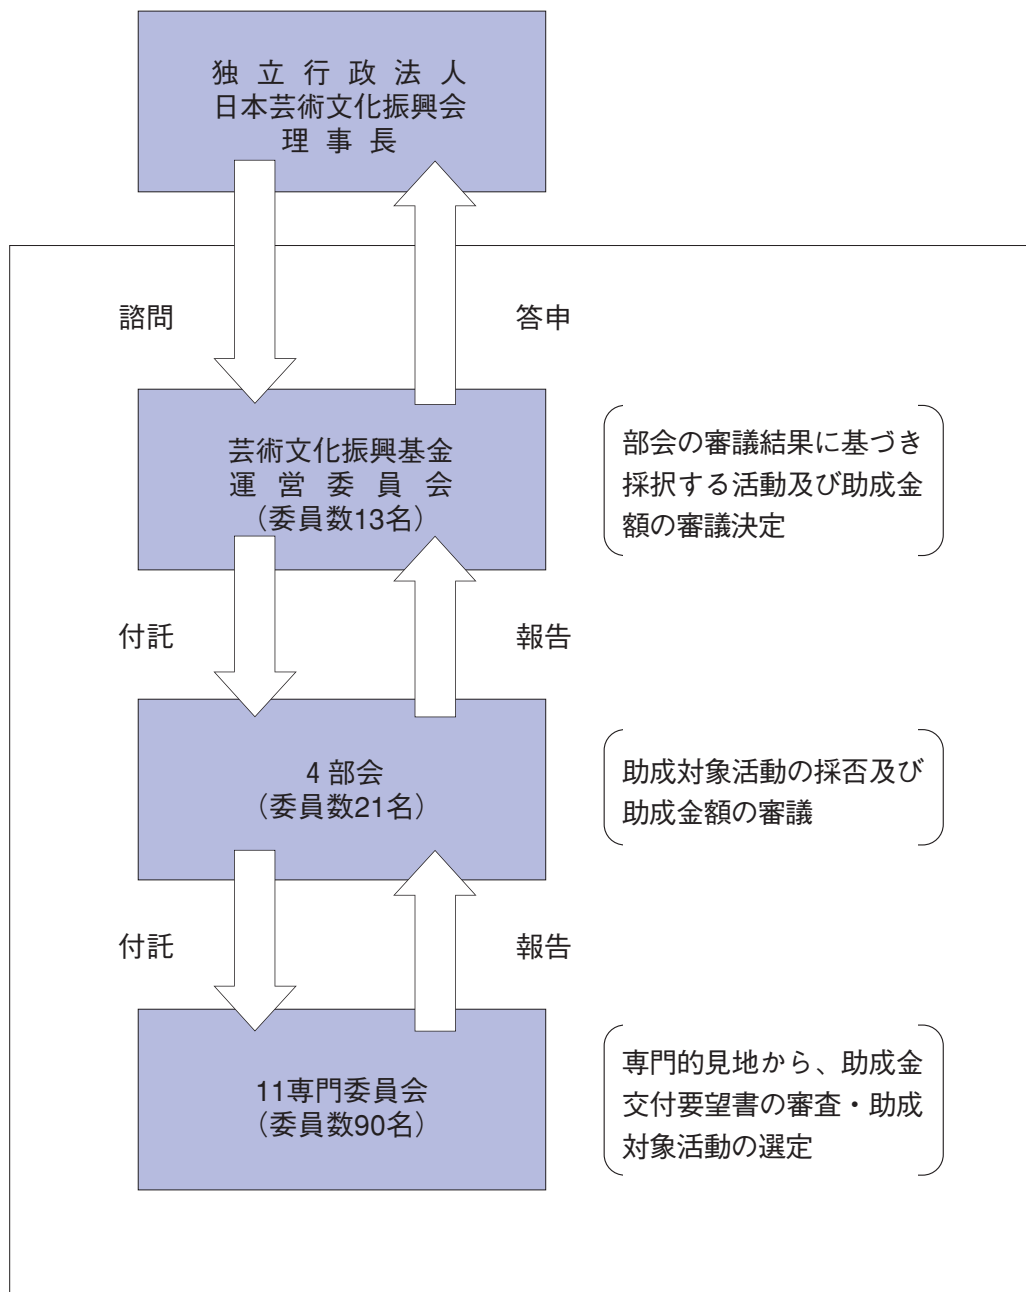 独立行政法人
日本芸術文化振興会
理事長
諮問
答申
芸術文化振興基金
運営委員会
（委員数13名）
部会の審議結果に基づき
採択する活動及び助成金
額の審議決定
付託
報告
4部会
（委員数21名）
助成対象活動の採否及び
助成金額の審議
付託
報告
11専門委員会
（委員数90名）
専門的見地から、助成金
交付要望書の審査・助成
対象活動の選定